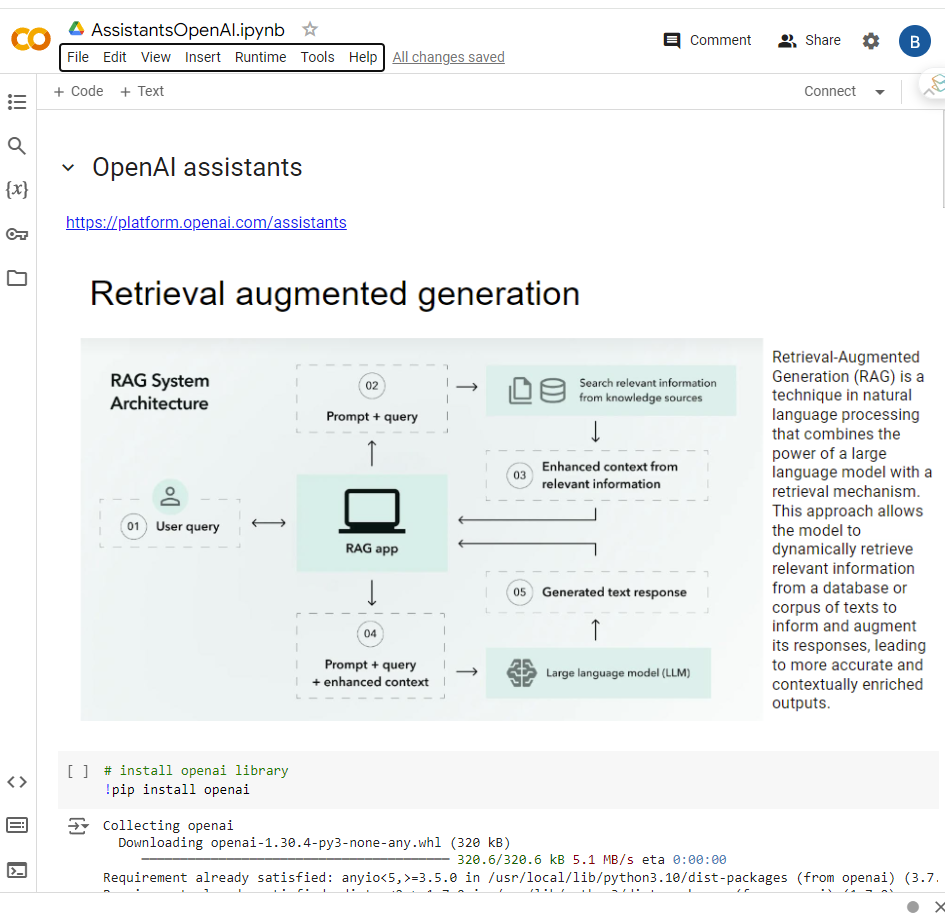 AssistantsOpenAI.ipynb
File Edit View Insert Runtime Tools Help All changes saved
Comment
Share
B
+ Code + Text
Connect
{x}
OpenAI assistants
https://platform.openai.com/assistants
Retrieval augmented generation
RAG System
Architecture
01 User query
02
Prompt + query
Search relevant information
from knowledge sources
03
Enhanced context from
relevant information
RAG app
04
Prompt + query
+ enhanced context
Large language model (LLM)
05 Generated text response
Retrieval-Augmented
Generation (RAG) is a
technique in natural
language processing
that combines the
power of a large
language model with a
retrieval mechanism.
This approach allows
the model to
dynamically retrieve
relevant information
from a database or
corpus of texts to
inform and augment
its responses, leading
to more accurate and
contextually enriched
outputs.
[ ] # install openai library
!pip install openai
Collecting openai
Downloading openai-1.30.4-py3-none-any.whl (320 kB)
320.6/320.6 kB 5.1 MB/s eta 0:00:00
Requirement already satisfied: anyio<5,>=3.5.0 in /usr/local/lib/python3.10/dist-packages (from openai) (3.7.